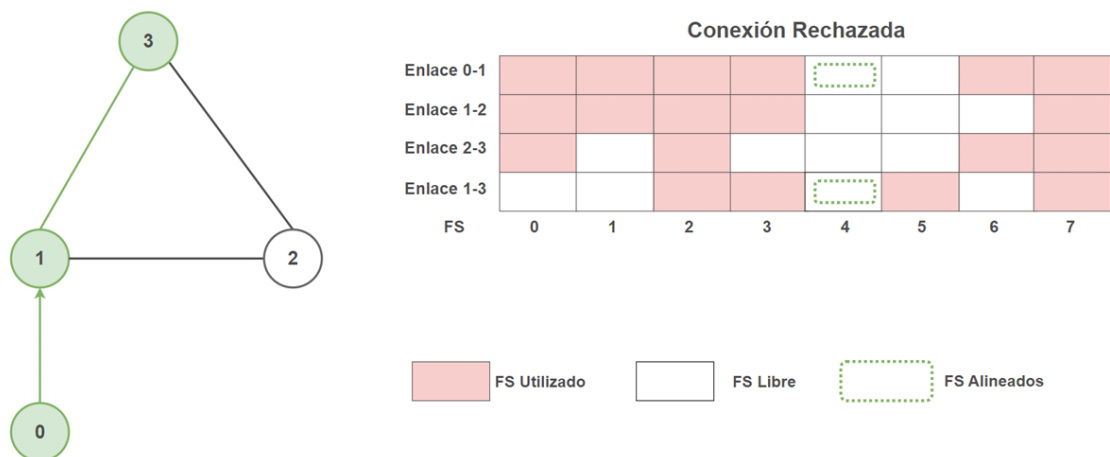 Conexión Rechazada
3
Enlace 0-1
Enlace 1-2
Enlace 2-3
Enlace 1-3
FS 0 1 2 3 4 5 6 7
1 2
FS Utilizado FS Libre FS Alineados
0